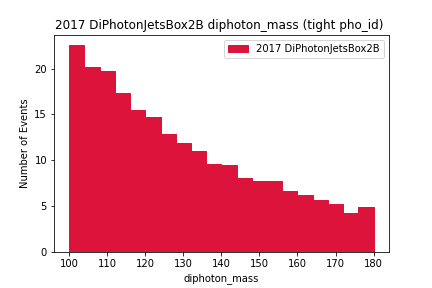 2017 DiPhotonJetsBox2B diphoton_mass (tight pho_id)
2017 DiPhotonJetsBox2B
Number of Events
20
15
10
5
0
100 110 120 130 140 150 160 170 180
diphoton_mass